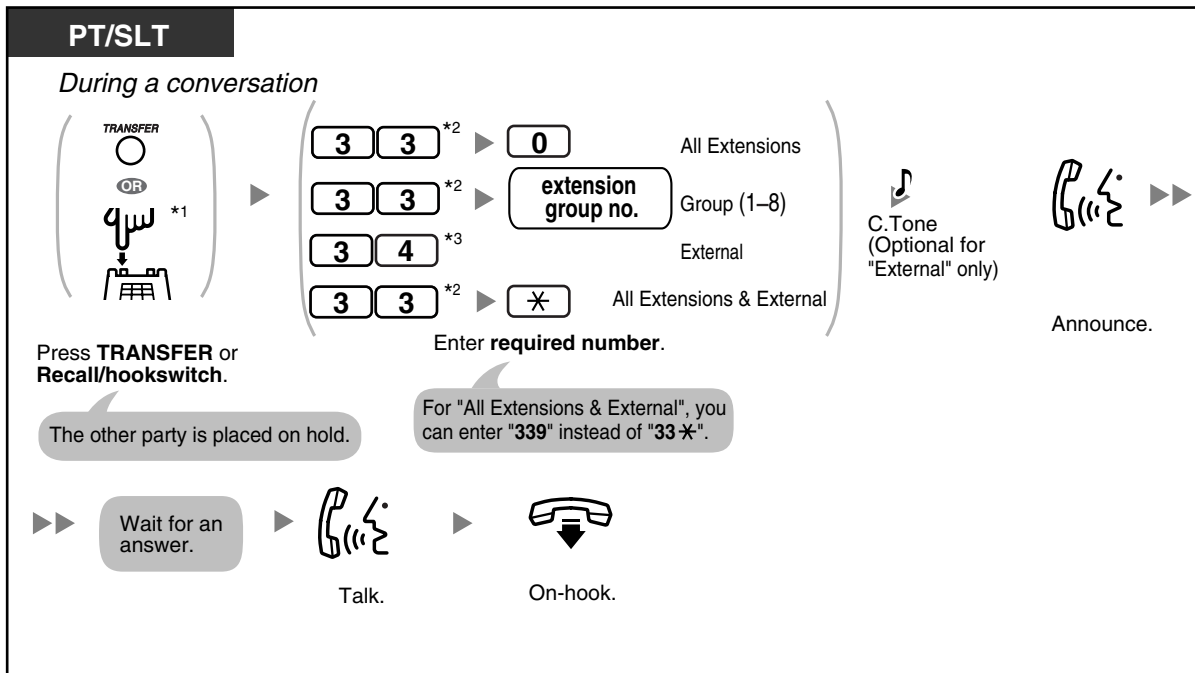 PT/SLT
During a conversation
TRANSFER
OR
*1
3 3 *2 0 All Extensions
3 3 *2 extension group no. Group (1–8)
3 4 *3 External
3 3 *2 ✳ All Extensions & External
C.Tone
(Optional for
"External" only)
Announce.
Press TRANSFER or
Recall/hookswitch.
The other party is placed on hold.
Enter required number.
For "All Extensions & External", you
can enter "339" instead of "33✳".
Wait for an
answer.
Talk.
On-hook.